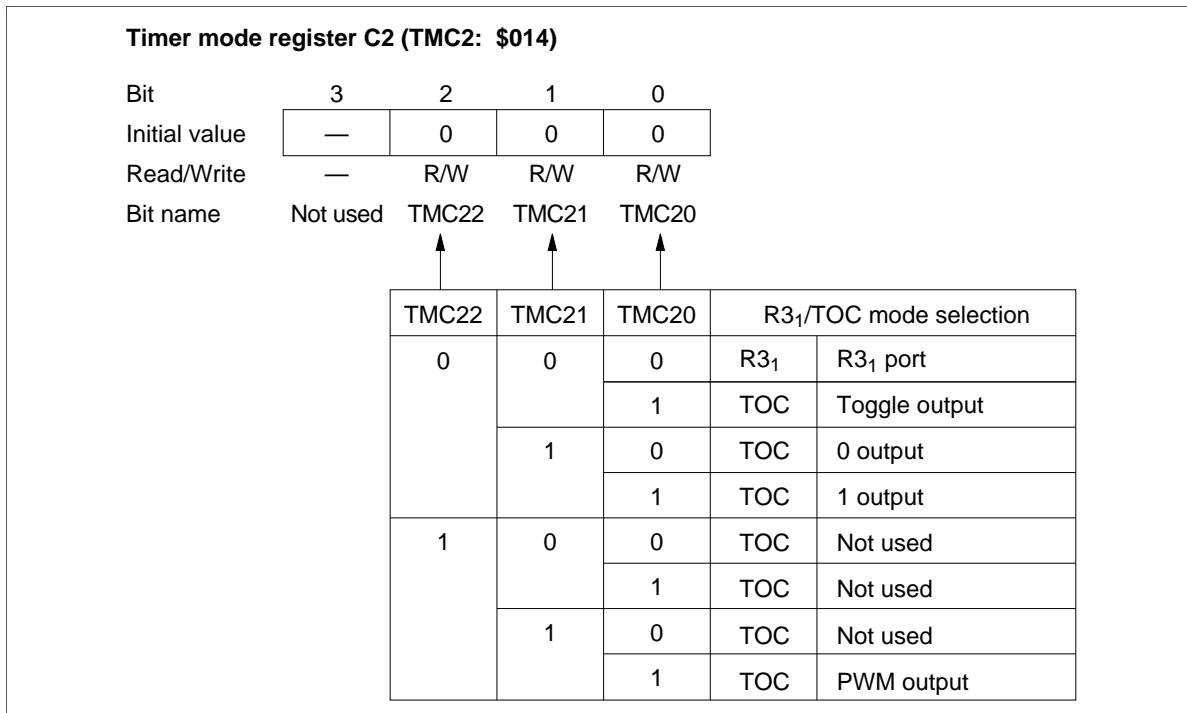 Timer mode register C2 (TMC2: $014)
Bit 3 2 1 0
Initial value — 0 0 0
Read/Write — R/W R/W R/W
Bit name Not used TMC22 TMC21 TMC20
TMC22 TMC21 TMC20 R3₁/TOC mode selection
0 0 0 R3₁ R3₁ port
1 TOC Toggle output
1 0 TOC 0 output
1 TOC 1 output
1 0 0 TOC Not used
1 TOC Not used
1 0 TOC Not used
1 TOC PWM output